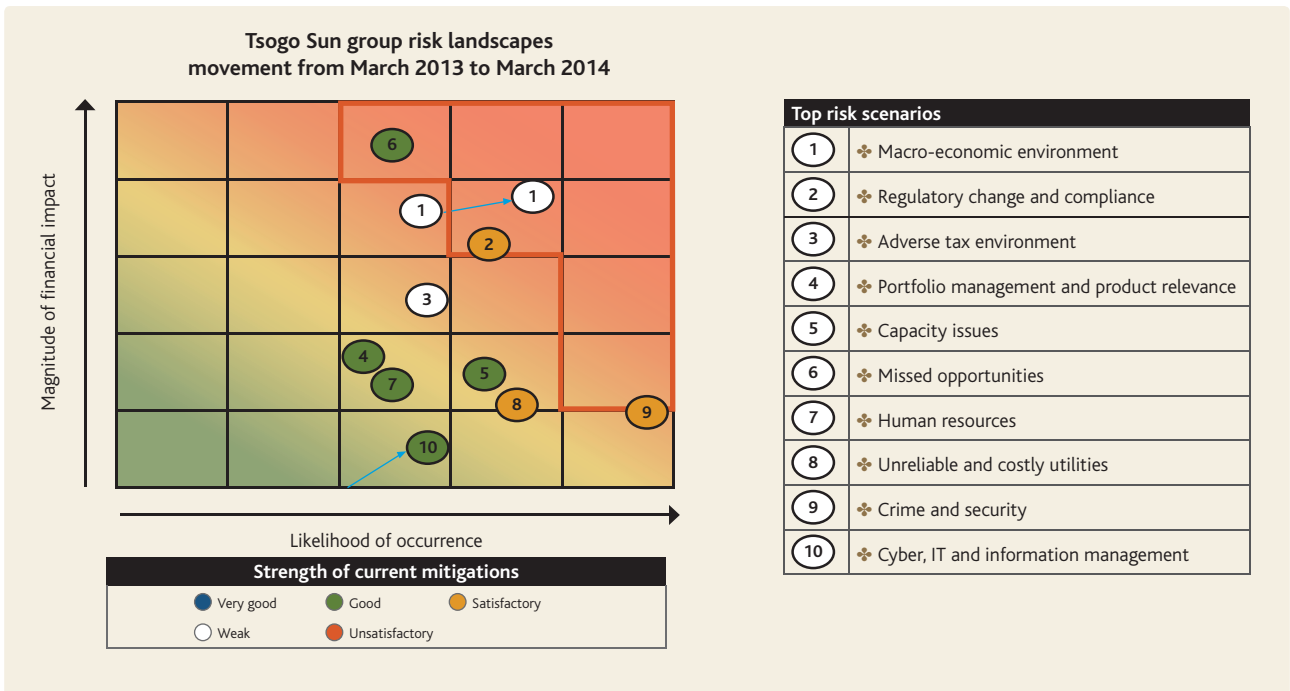 Tsogo Sun group risk landscapes
movement from March 2013 to March 2014
Magnitude of financial impact
6
1
1
2
3
4
7
5
8
9
10
Likelihood of occurrence
Strength of current mitigations
Very good
Good
Satisfactory
Weak
Unsatisfactory
Top risk scenarios
1 Macro-economic environment
2 Regulatory change and compliance
3 Adverse tax environment
4 Portfolio management and product relevance
5 Capacity issues
6 Missed opportunities
7 Human resources
8 Unreliable and costly utilities
9 Crime and security
10 Cyber, IT and information management